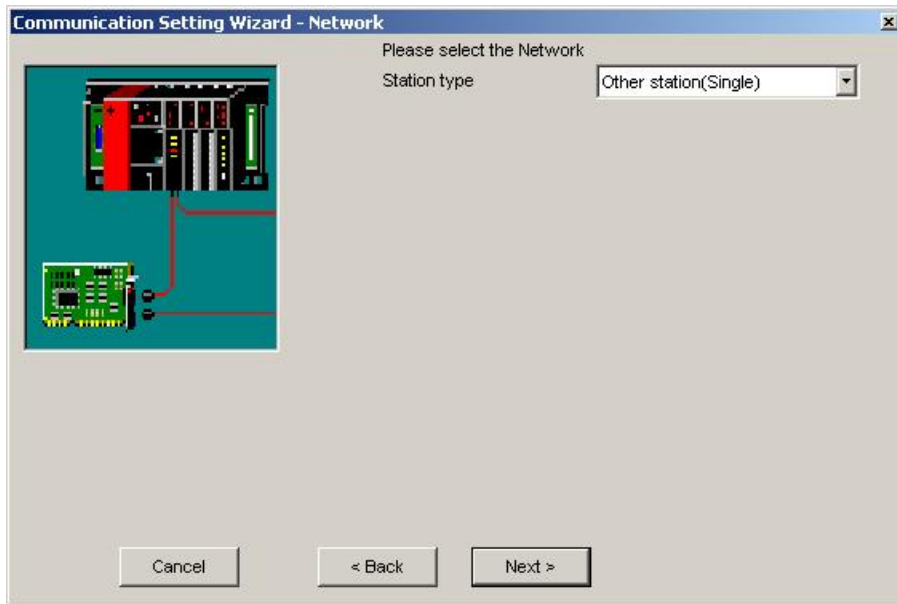 Communication Setting Wizard - Network
Please select the Network
Station type Other station(Single)
Cancel < Back Next >